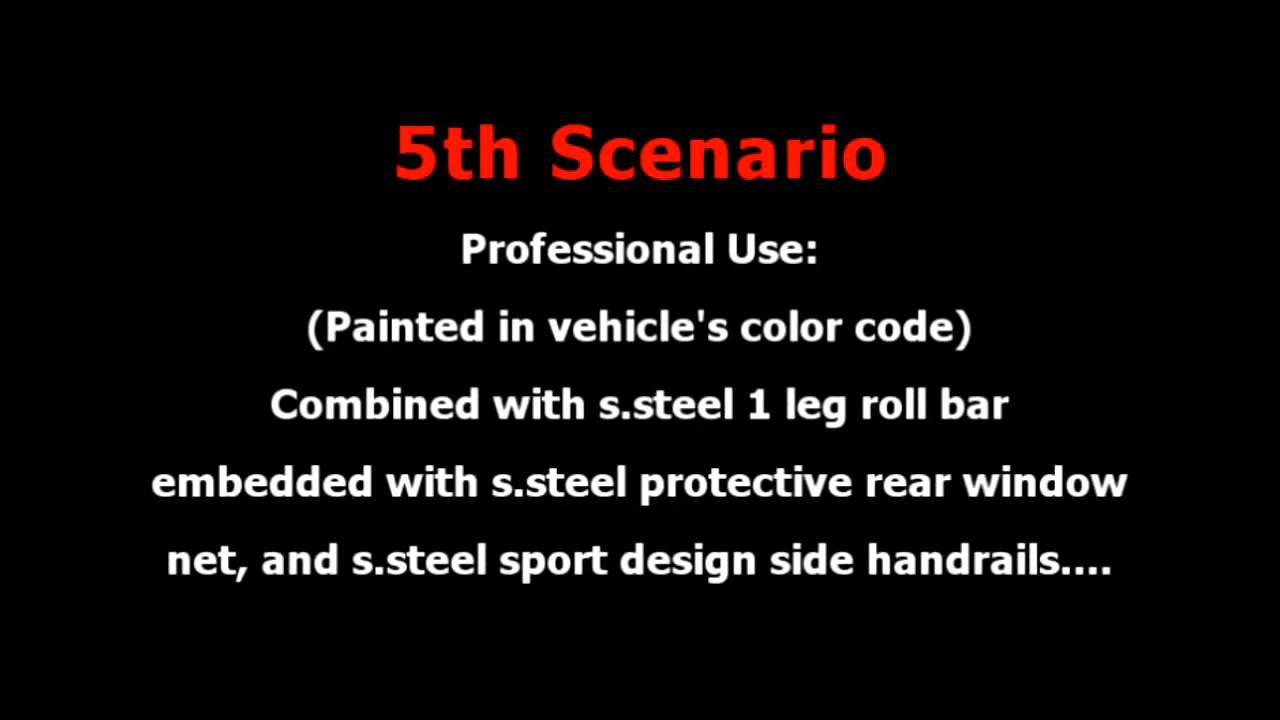 5th Scenario
Professional Use:
(Painted in vehicle's color code)
Combined with s.steel 1 leg roll bar
embedded with s.steel protective rear window
net, and s.steel sport design side handrails....